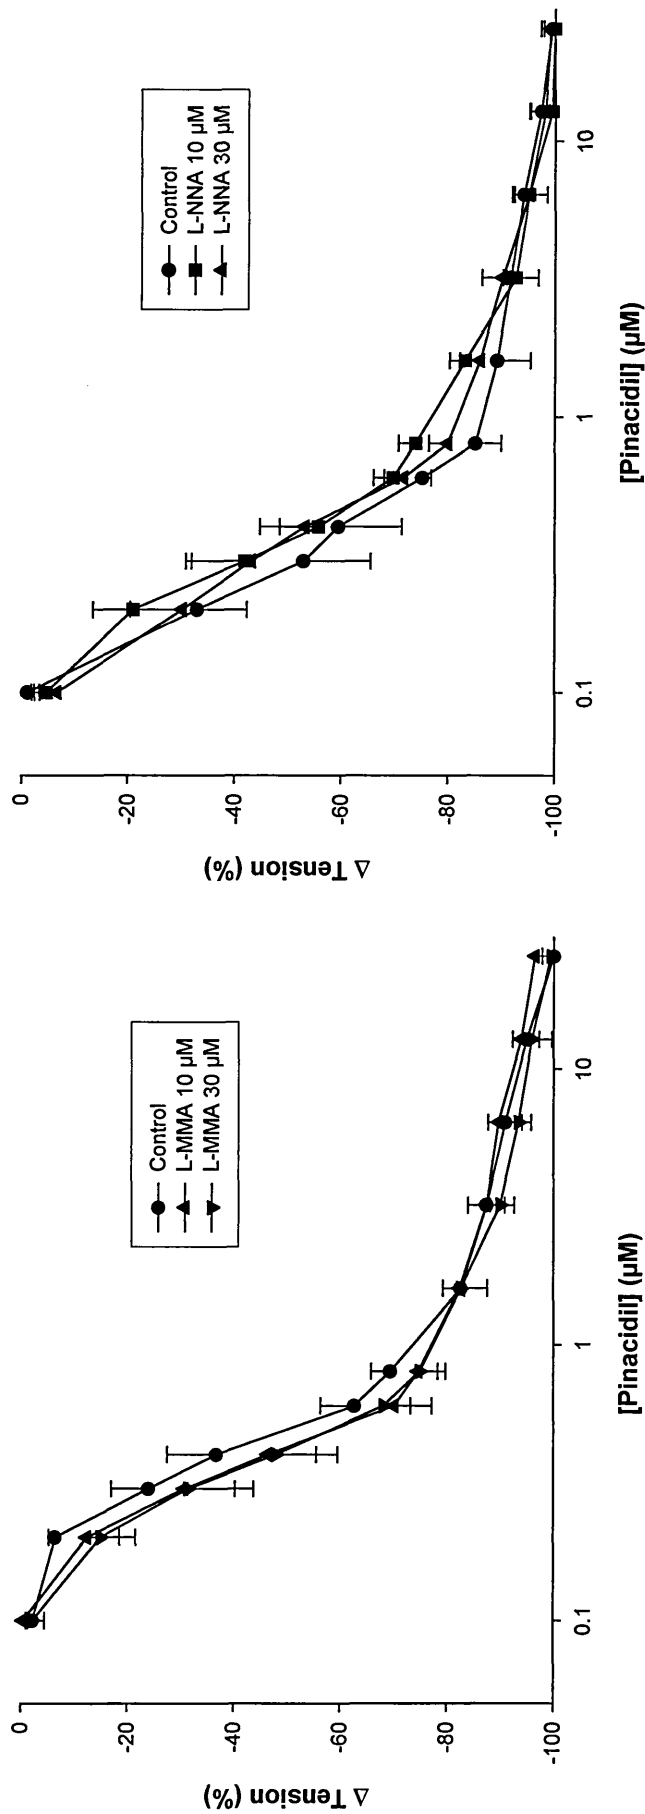 Δ Tension (%)
0
-20
-40
-60
-80
-100
0.1
1
10
[Pinacidil] (µM)
Control
L-MMA 10 µM
L-MMA 30 µM
Δ Tension (%)
0
-20
-40
-60
-80
-100
0.1
1
10
[Pinacidil] (µM)
Control
L-NNA 10 µM
L-NNA 30 µM